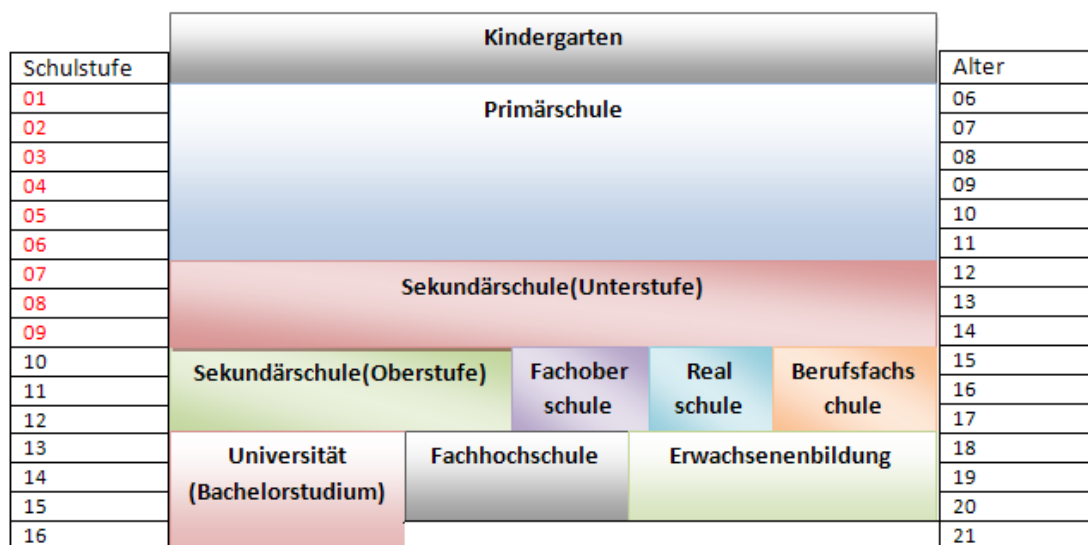 Kindergarten
Schulstufe
Alter
01
06
Primärschule
02
07
03
08
04
09
05
10
06
11
07
12
Sekundärschule(Unterstufe)
08
13
09
14
10
15
Sekundärschule(Oberstufe)
Fachober
schule
Real
schule
Berufsfachs
chule
11
16
12
17
13
18
Universität
(Bachelorstudium)
Fachhochschule
Erwachsenenbildung
14
19
15
20
16
21